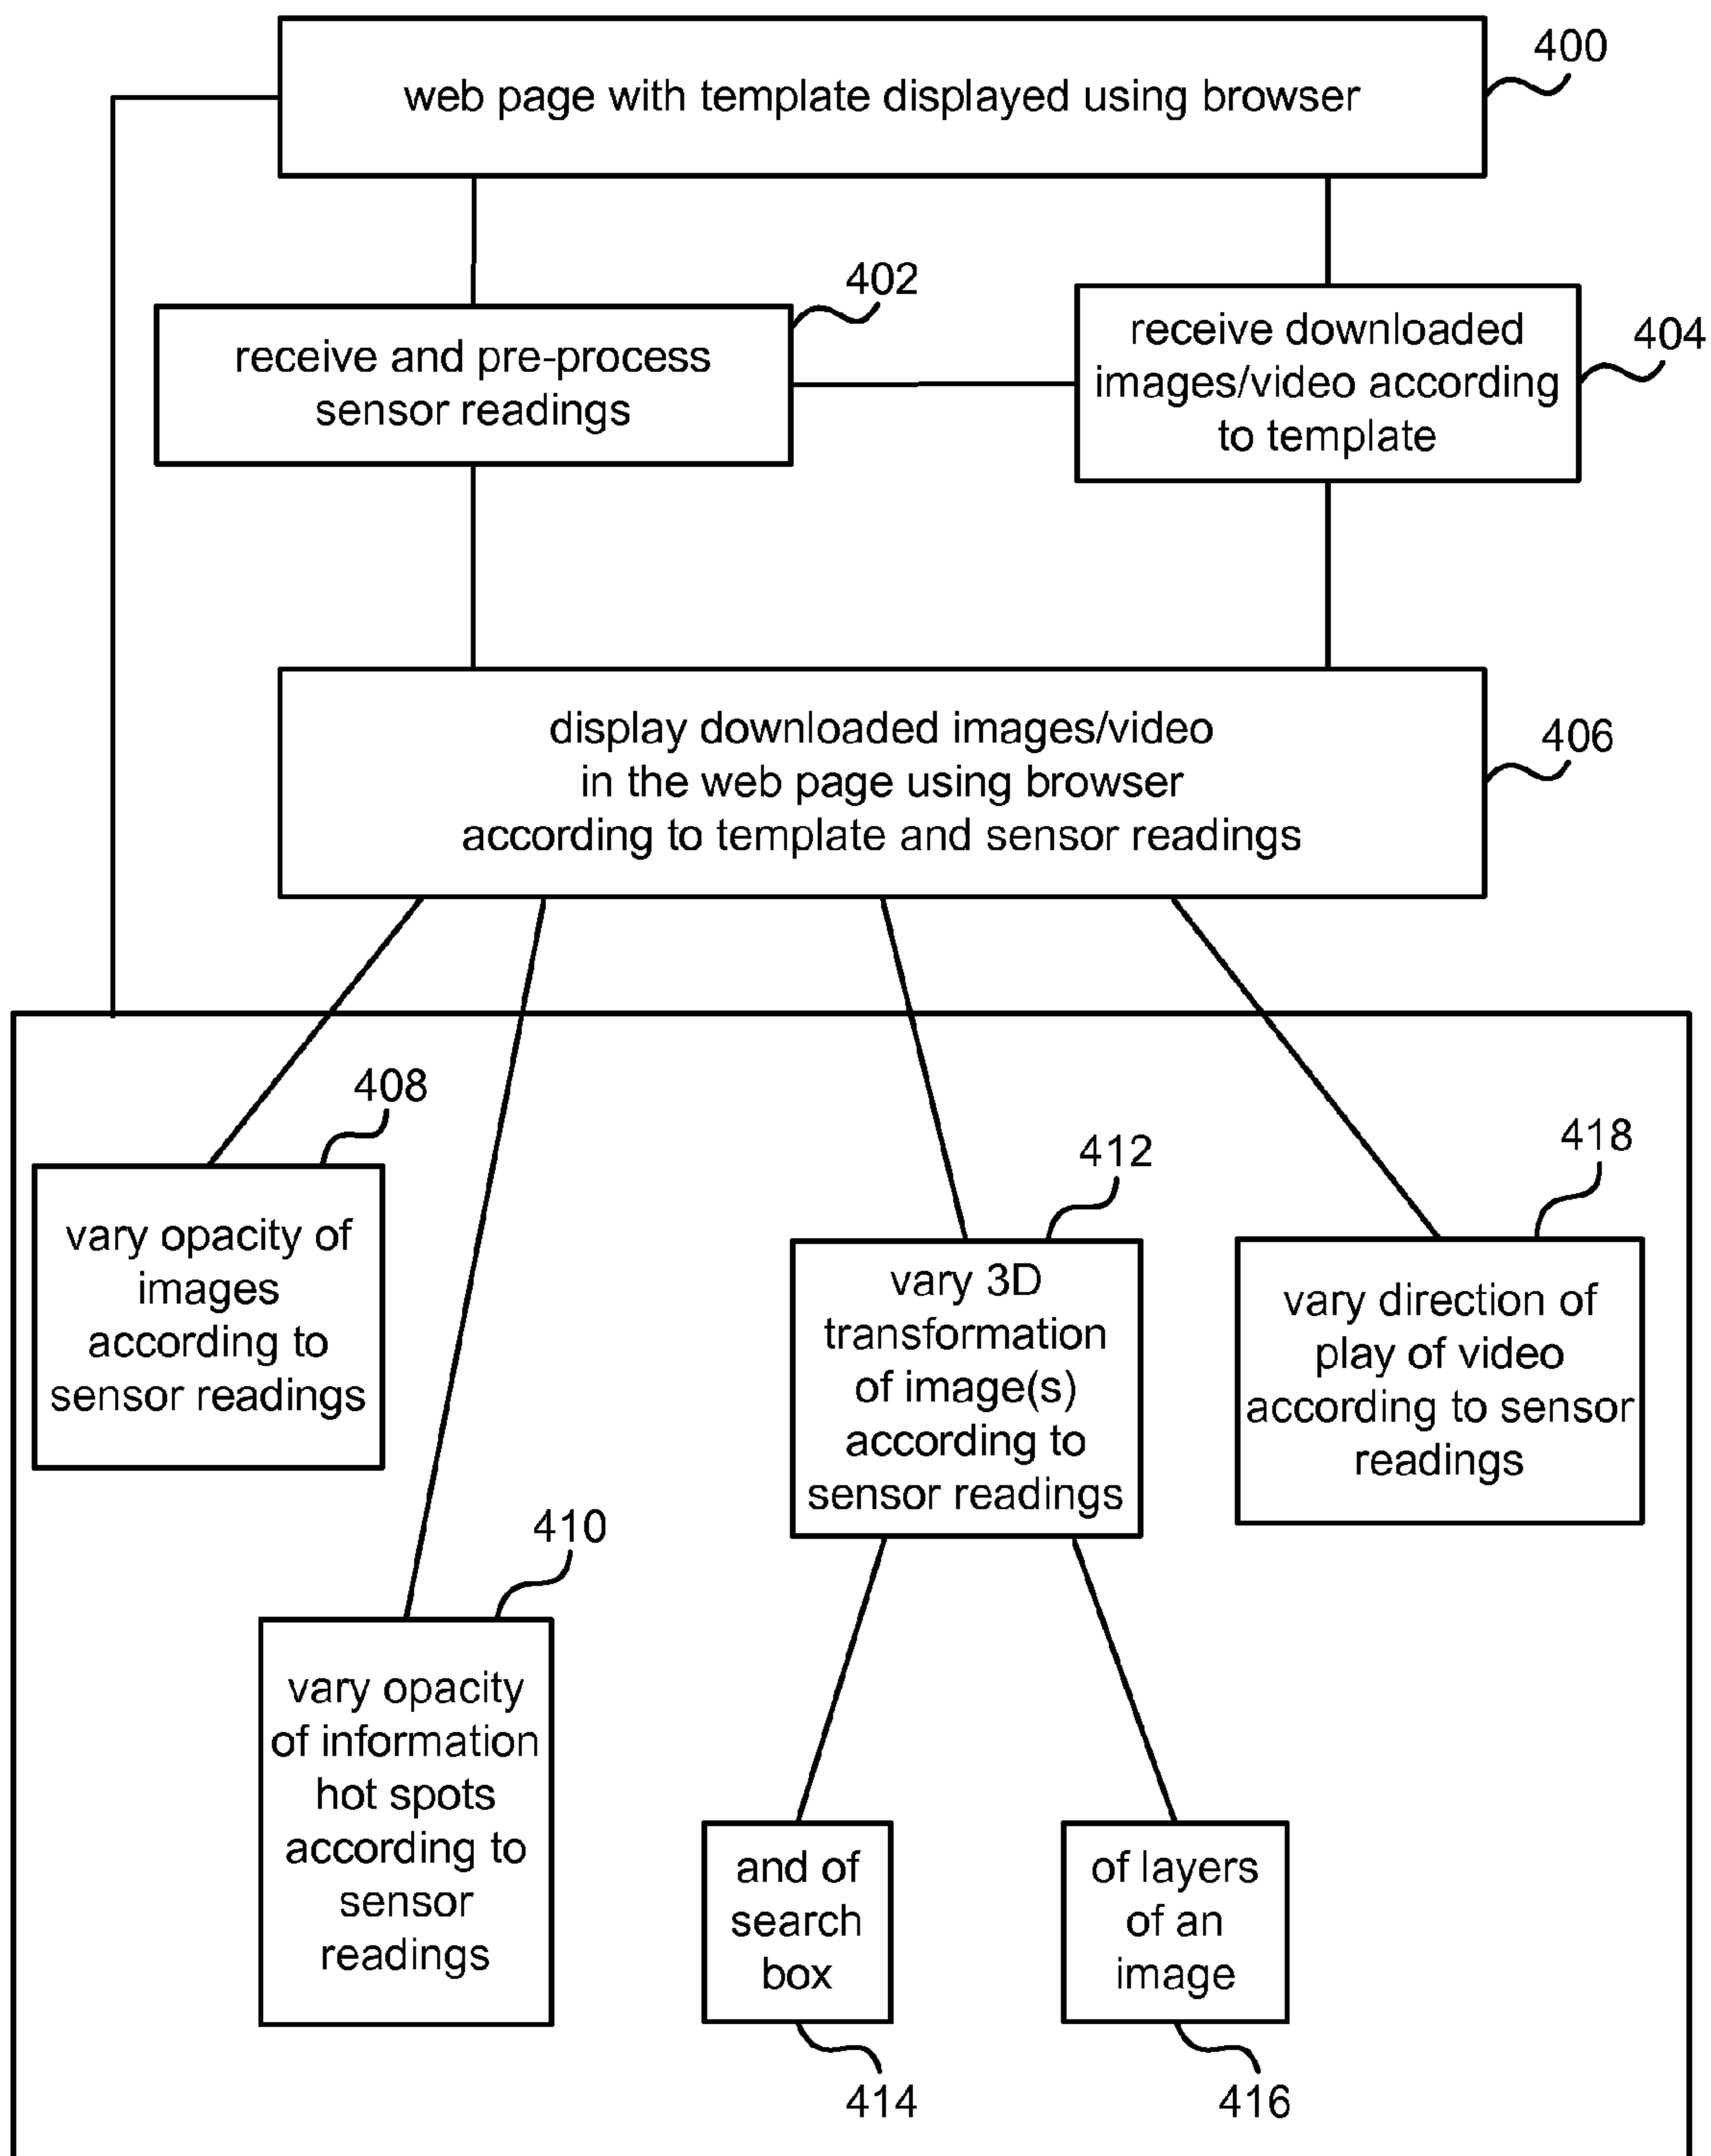 400
web page with template displayed using browser
402
receive and pre-process
sensor readings
404
receive downloaded
images/video according
to template
406
display downloaded images/video
in the web page using browser
according to template and sensor readings
408
vary opacity of
images
according to
sensor readings
410
vary opacity
of information
hot spots
according to
sensor
readings
412
vary 3D
transformation
of image(s)
according to
sensor readings
418
vary direction of
play of video
according to sensor
readings
and of
search
box
414
of layers
of an
image
416